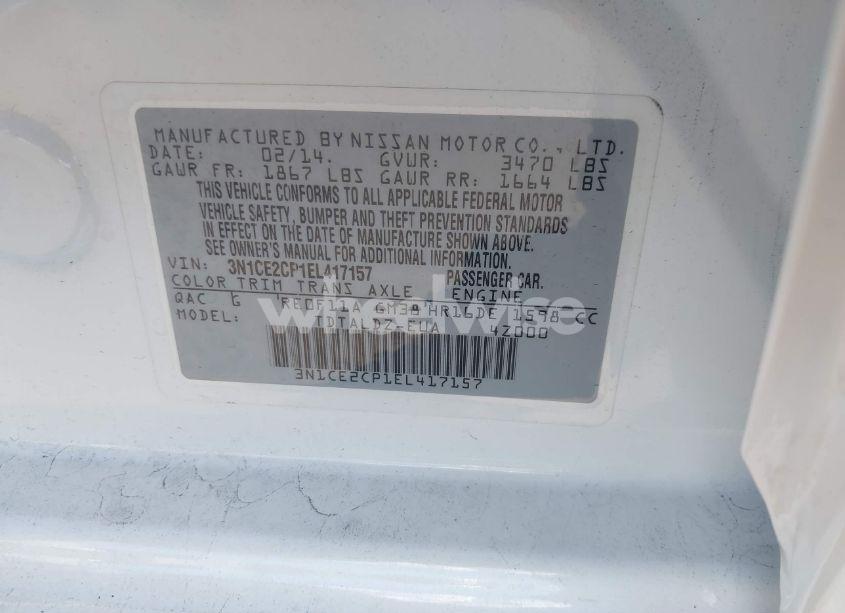 MANUFACTURED BY NISSAN MOTOR CO., LTD.
DATE: 02/14. GVWR: 3470 LBS
GAWR FR: 1867 LBS GAWR RR: 1664 LBS
THIS VEHICLE CONFORMS TO ALL APPLICABLE FEDERAL MOTOR
VEHICLE SAFETY, BUMPER AND THEFT PREVENTION STANDARDS
IN EFFECT ON THE DATE OF MANUFACTURE SHOWN ABOVE.
SEE OWNER'S MANUAL FOR ADDITIONAL INFORMATION.
VIN: 3N1CE2CP1EL417157 PASSENGER CAR.
COLOR TRIM TRANS AXLE ENGINE
QAC G RE0F11A GM38 HR16DE 1598 CC
MODEL: TDTALDZ-EUA 42000
3N1CE2CP1EL417157
wheelwire